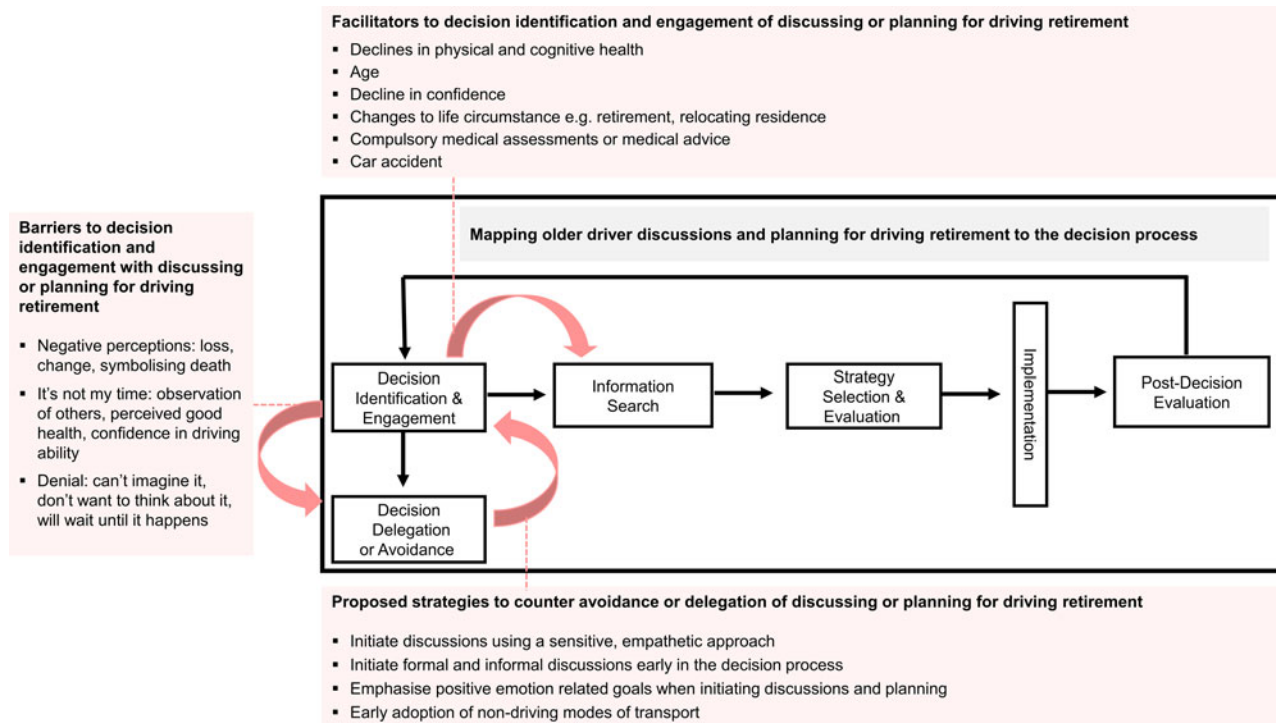 Facilitators to decision identification and engagement of discussing or planning for driving retirement
▪ Declines in physical and cognitive health
▪ Age
▪ Decline in confidence
▪ Changes to life circumstance e.g. retirement, relocating residence
▪ Compulsory medical assessments or medical advice
▪ Car accident
Barriers to decision
identification and
engagement with discussing
or planning for driving
retirement
▪ Negative perceptions: loss,
change, symbolising death
▪ It's not my time: observation
of others, perceived good
health, confidence in driving
ability
▪ Denial: can't imagine it,
don't want to think about it,
will wait until it happens
Mapping older driver discussions and planning for driving retirement to the decision process
Decision
Identification &
Engagement
Information
Search
Strategy
Selection &
Evaluation
Implementation
Post-Decision
Evaluation
Decision
Delegation
or Avoidance
Proposed strategies to counter avoidance or delegation of discussing or planning for driving retirement
▪ Initiate discussions using a sensitive, empathetic approach
▪ Initiate formal and informal discussions early in the decision process
▪ Emphasise positive emotion related goals when initiating discussions and planning
▪ Early adoption of non-driving modes of transport